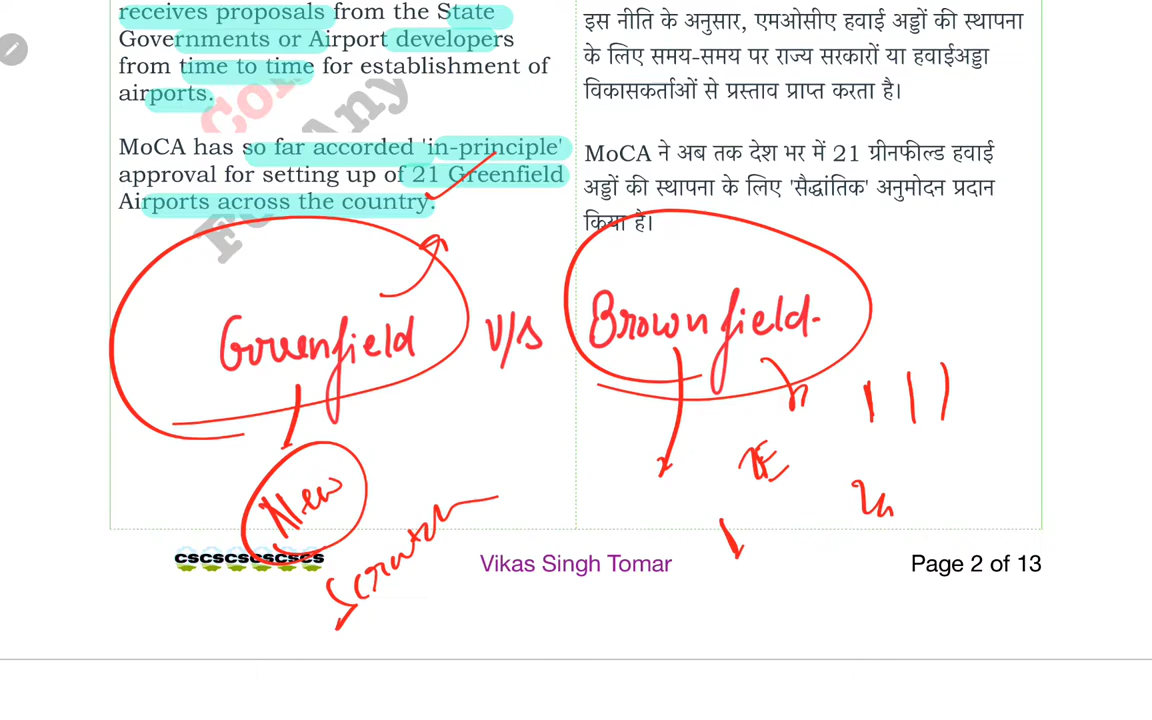 receives proposals from the State
Governments or Airport developers
from time to time for establishment of
airports.
MoCA has so far accorded 'in-principle'
approval for setting up of 21 Greenfield
Airports across the country.
इस नीति के अनुसार, एमओसीए हवाई अड्डों की स्थापना
के लिए समय-समय पर राज्य सरकारों या हवाईअड्डा
विकासकर्ताओं से प्रस्ताव प्राप्त करता है।
MoCA ने अब तक देश भर में 21 ग्रीनफील्ड हवाई
अड्डों की स्थापना के लिए 'सैद्धांतिक' अनुमोदन प्रदान
किया है।
Greenfield V/s Brownfield.
New
Scratch
cscscscscscs
Vikas Singh Tomar
Page 2 of 13